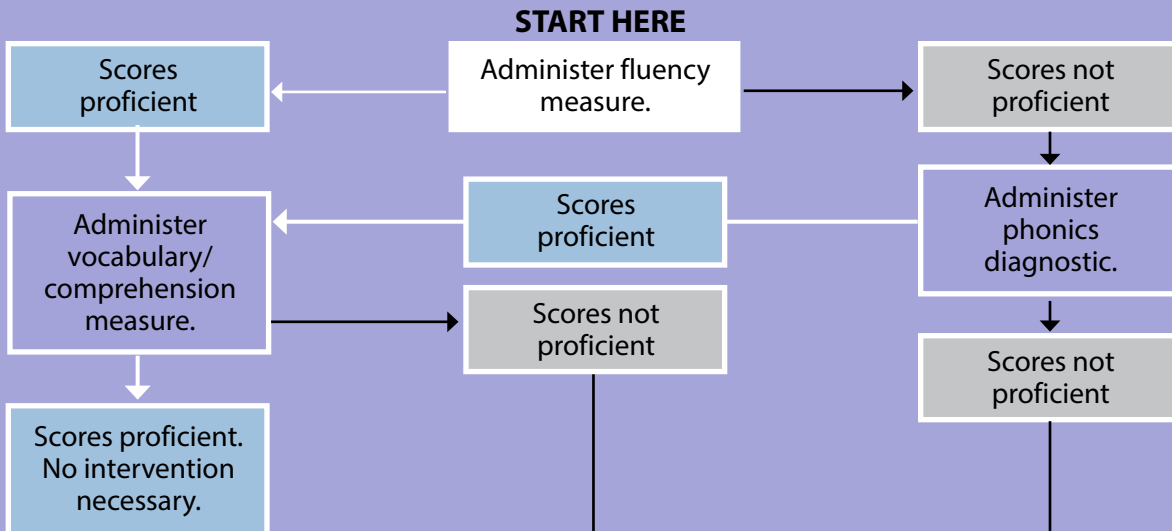 START HERE
Scores
proficient
Administer fluency
measure.
Scores not
proficient
Administer
vocabulary/
comprehension
measure.
Scores
proficient
Administer
phonics
diagnostic.
Scores not
proficient
Scores not
proficient
Scores proficient.
No intervention
necessary.